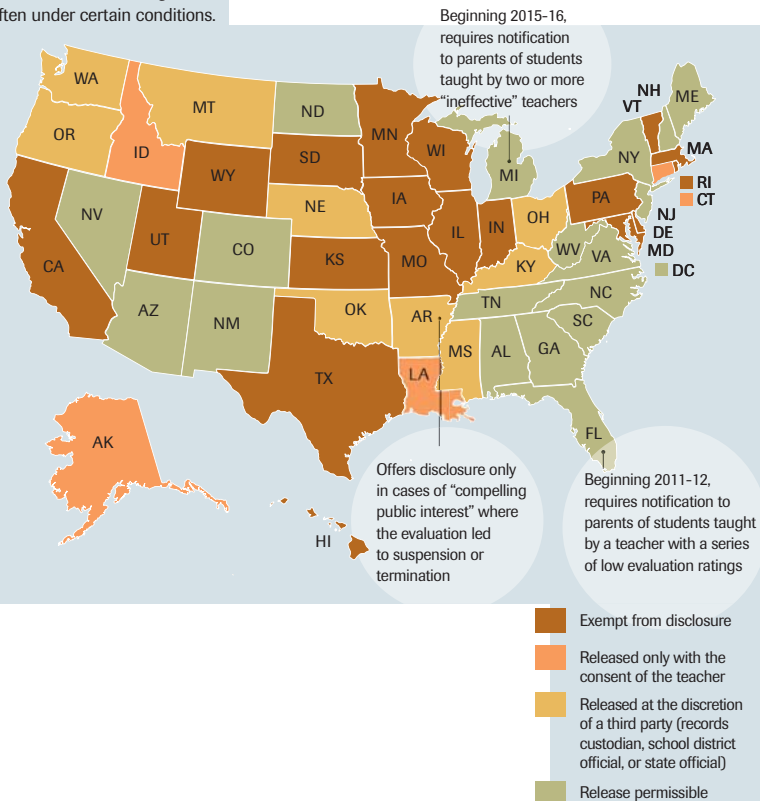 often under certain conditions.
Beginning 2015-16,
requires notification
to parents of students
taught by two or more
“ineffective” teachers
WA
OR
ID
MT
ND
MN
WI
MI
NY
NH
VT
ME
MA
RI
CT
NJ
DE
MD
DC
WY
SD
NE
IA
IL
IN
OH
PA
NV
UT
CO
KS
MO
KY
WV
VA
CA
AZ
NM
OK
AR
TN
NC
SC
TX
LA
MS
AL
GA
FL
AK
HI
Offers disclosure only
in cases of “compelling
public interest” where
the evaluation led
to suspension or
termination
Beginning 2011-12,
requires notification to
parents of students taught
by a teacher with a series
of low evaluation ratings
Exempt from disclosure
Released only with the
consent of the teacher
Released at the discretion
of a third party (records
custodian, school district
official, or state official)
Release permissible